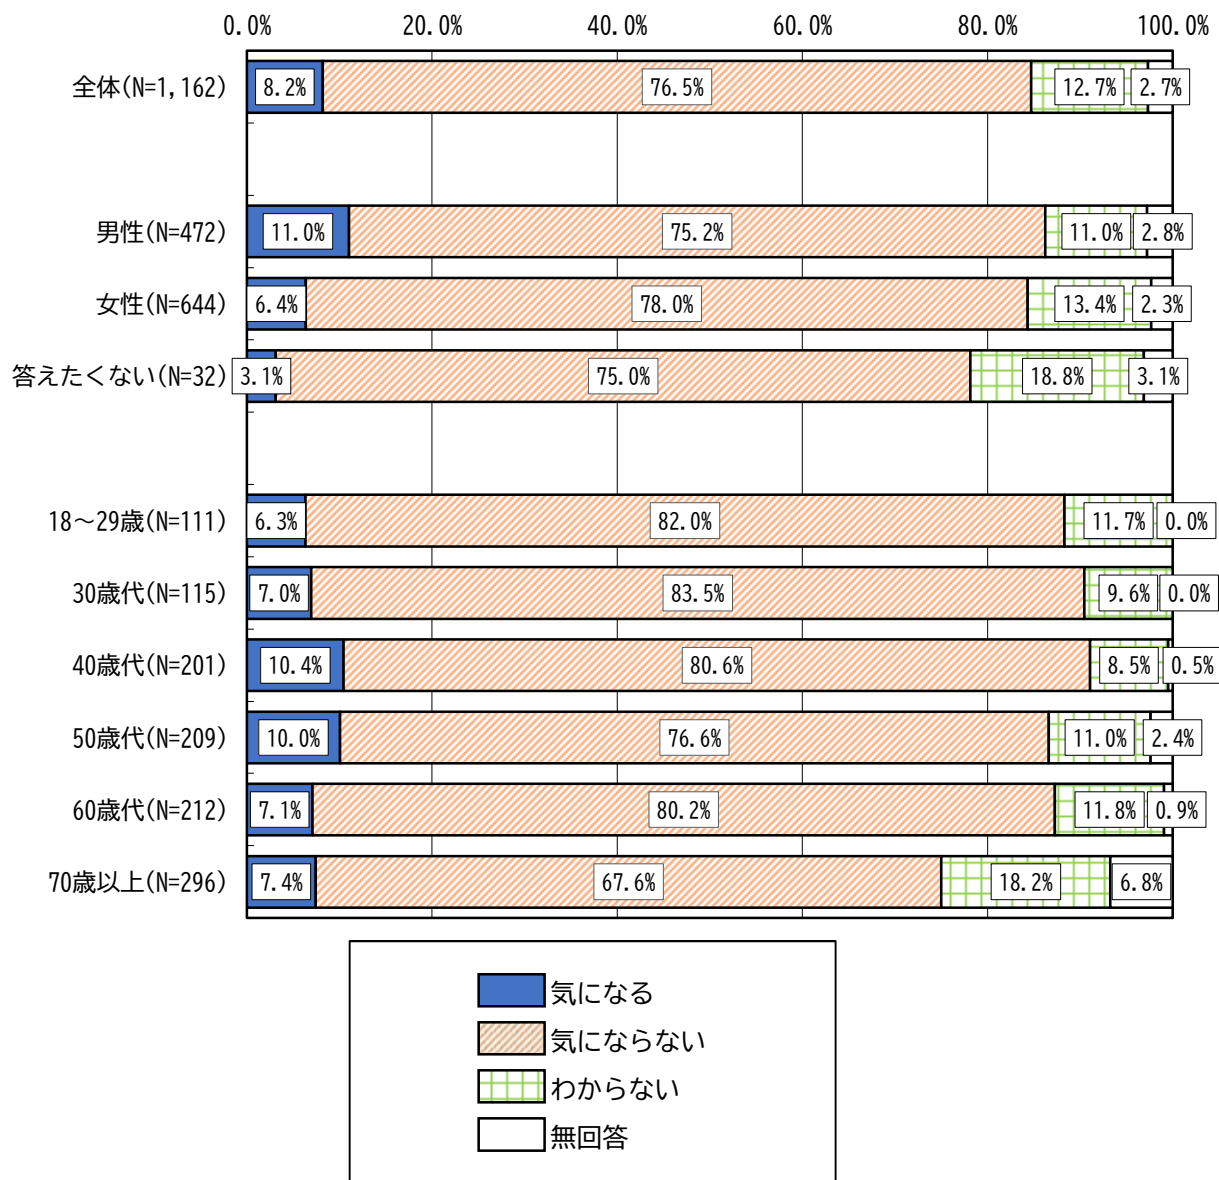 0.0% 20.0% 40.0% 60.0% 80.0% 100.0%
全体(N=1,162) 8.2% 76.5% 12.7% 2.7%
男性(N=472) 11.0% 75.2% 11.0% 2.8%
女性(N=644) 6.4% 78.0% 13.4% 2.3%
答えたくない(N=32) 3.1% 75.0% 18.8% 3.1%
18～29歳(N=111) 6.3% 82.0% 11.7% 0.0%
30歳代(N=115) 7.0% 83.5% 9.6% 0.0%
40歳代(N=201) 10.4% 80.6% 8.5% 0.5%
50歳代(N=209) 10.0% 76.6% 11.0% 2.4%
60歳代(N=212) 7.1% 80.2% 11.8% 0.9%
70歳以上(N=296) 7.4% 67.6% 18.2% 6.8%
気になる
気にならない
わからない
無回答